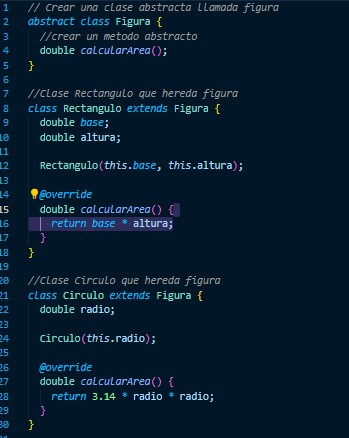 1 // Crear una clase abstracta llamada figura
2 abstract class Figura {
3 //crear un metodo abstracto
4 double calcularArea();
5 }
6
7 //Clase Rectangulo que hereda figura
8 class Rectangulo extends Figura {
9 double base;
10 double altura;
11
12 Rectangulo(this.base, this.altura);
13
14 @override
15 double calcularArea() {
16 return base * altura;
17 }
18 }
19
20 //Clase Circulo que hereda figura
21 class Circulo extends Figura {
22 double radio;
23
24 Circulo(this.radio);
25
26 @override
27 double calcularArea() {
28 return 3.14 * radio * radio;
29 }
30 }